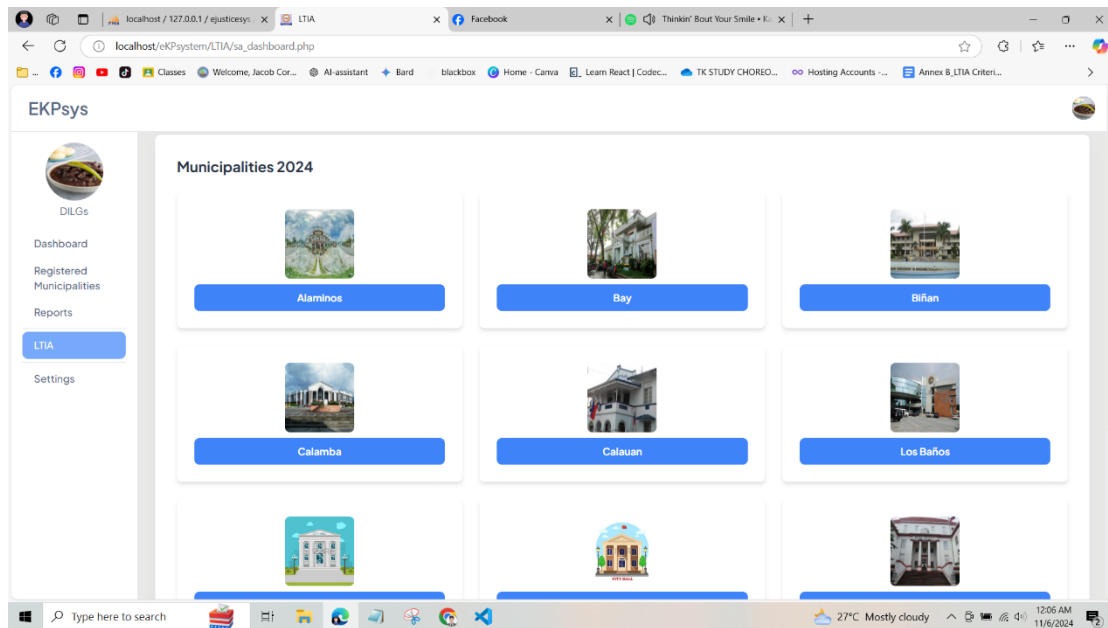 localhost / 127.0.0.1 / ejusticesys
LTIA
Facebook
Thinkin' Bout Your Smile •
localhost/eKPsystem/LTIA/sa_dashboard.php
Classes
Welcome, Jacob Cor...
AI-assistant
Bard
blackbox
Home - Canva
Learn React | Codec...
TK STUDY CHOREO...
Hosting Accounts -...
Annex B_LTIA Criteri...
EKPsys
DILGs
Dashboard
Registered
Municipalities
Reports
LTIA
Settings
Municipalities 2024
Alaminos
Bay
Biñan
Calamba
Calauan
Los Baños
CITY HALL
Type here to search
27°C Mostly cloudy
12:06 AM
11/6/2024